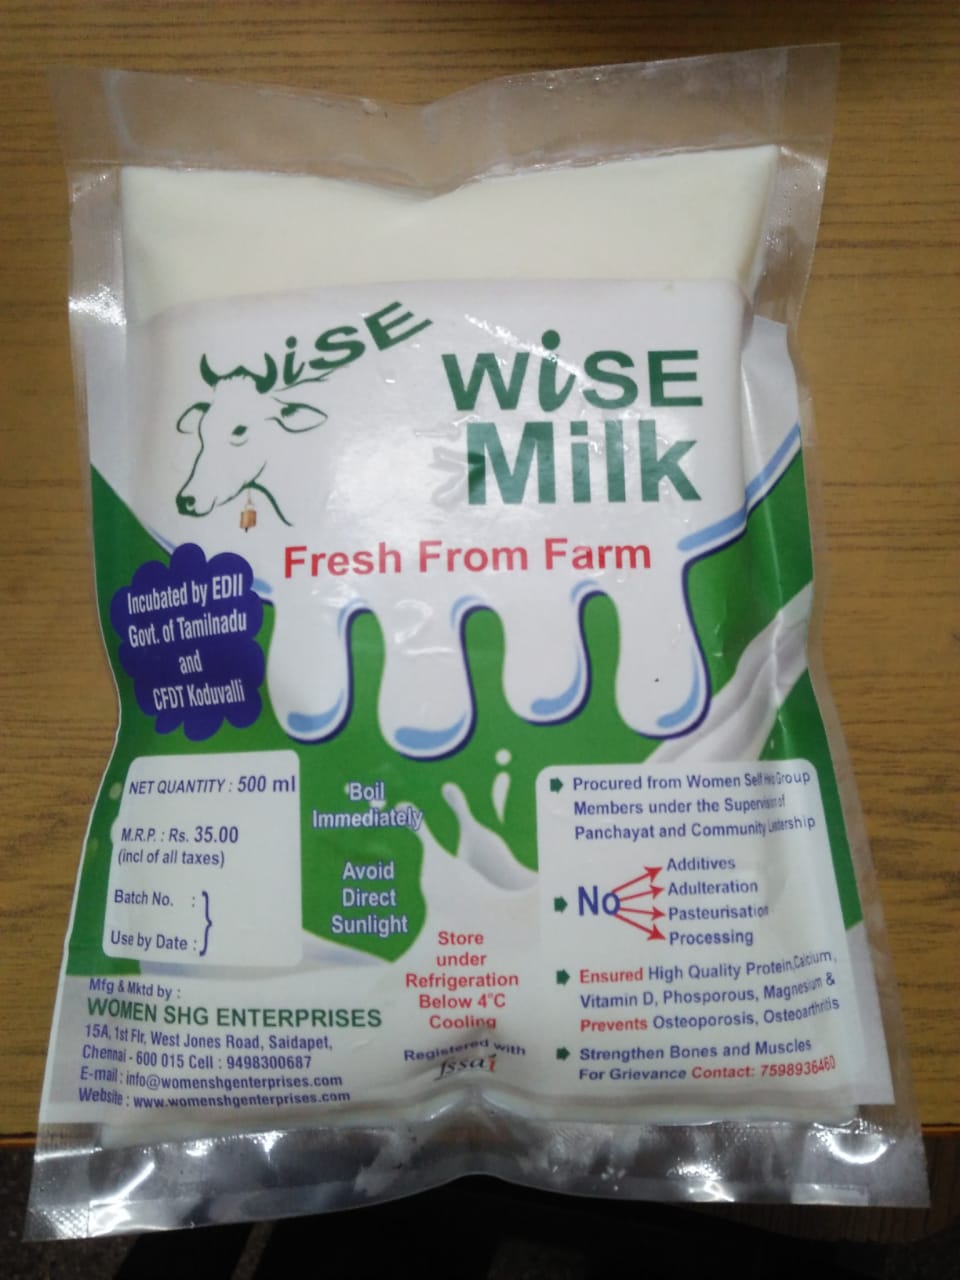 WiSE
WiSE
Milk
Fresh From Farm
Incubated by EDII
Govt. of Tamilnadu
and
CFDT Koduvalli
NET QUANTITY : 500 ml
M.R.P. : Rs. 35.00
(incl of all taxes)
Batch No. :
Use by Date :
Boil
Immediately
Avoid
Direct
Sunlight
Store
under
Refrigeration
Below 4°C
Cooling
Registered with
fssai
Procured from Women Self Help Group
Members under the Supervision of
Panchayat and Community Leadership
No
Additives
Adulteration
Pasteurisation
Processing
Ensured High Quality Protein, Calcium,
Vitamin D, Phosporous, Magnesium &
Prevents Osteoporosis, Osteoarthritis
Strengthen Bones and Muscles
For Grievance Contact: 7598936460
Mfg & Mktd by :
WOMEN SHG ENTERPRISES
15A, 1st Flr, West Jones Road, Saidapet,
Chennai - 600 015 Cell : 9498300687
E-mail : info@womenshgenterprises.com
Website : www.womenshgenterprises.com